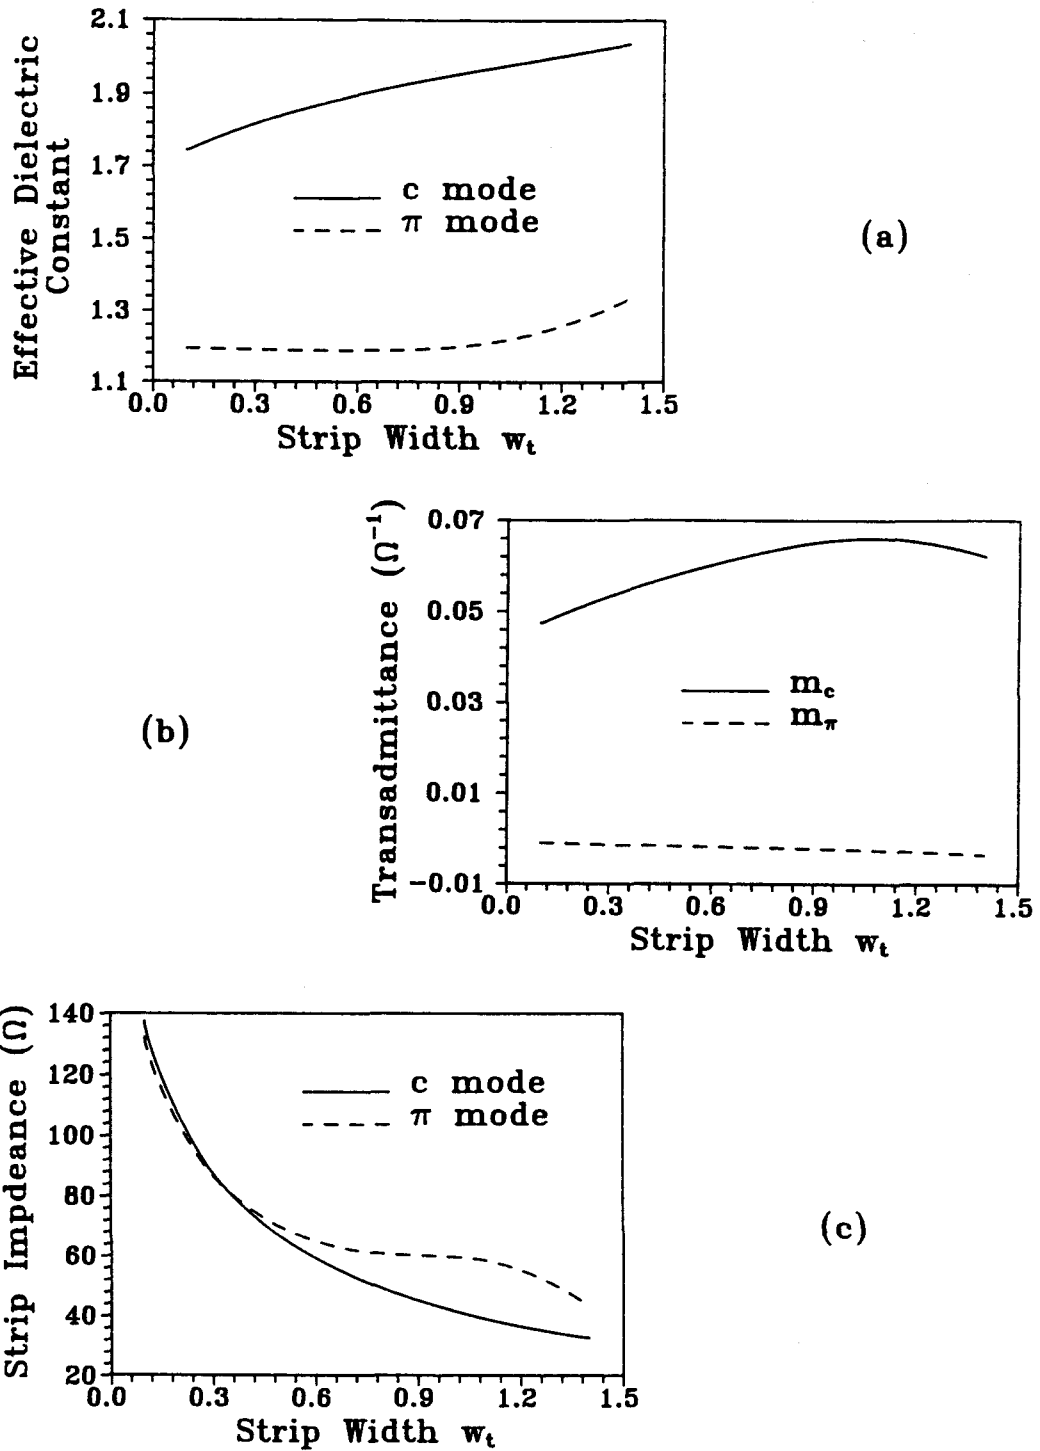 2.1
1.9
1.7
1.5
1.3
1.1
Effective Dielectric
Constant
c mode
π mode
0.0 0.3 0.6 0.9 1.2 1.5
Strip Width wₜ
(a)
0.07
0.05
0.03
0.01
-0.01
Transadmittance (Ω⁻¹)
m_c
m_π
0.0 0.3 0.6 0.9 1.2 1.5
Strip Width wₜ
(b)
140
120
100
80
60
40
20
Strip Impdeance (Ω)
c mode
π mode
0.0 0.3 0.6 0.9 1.2 1.5
Strip Width wₜ
(c)